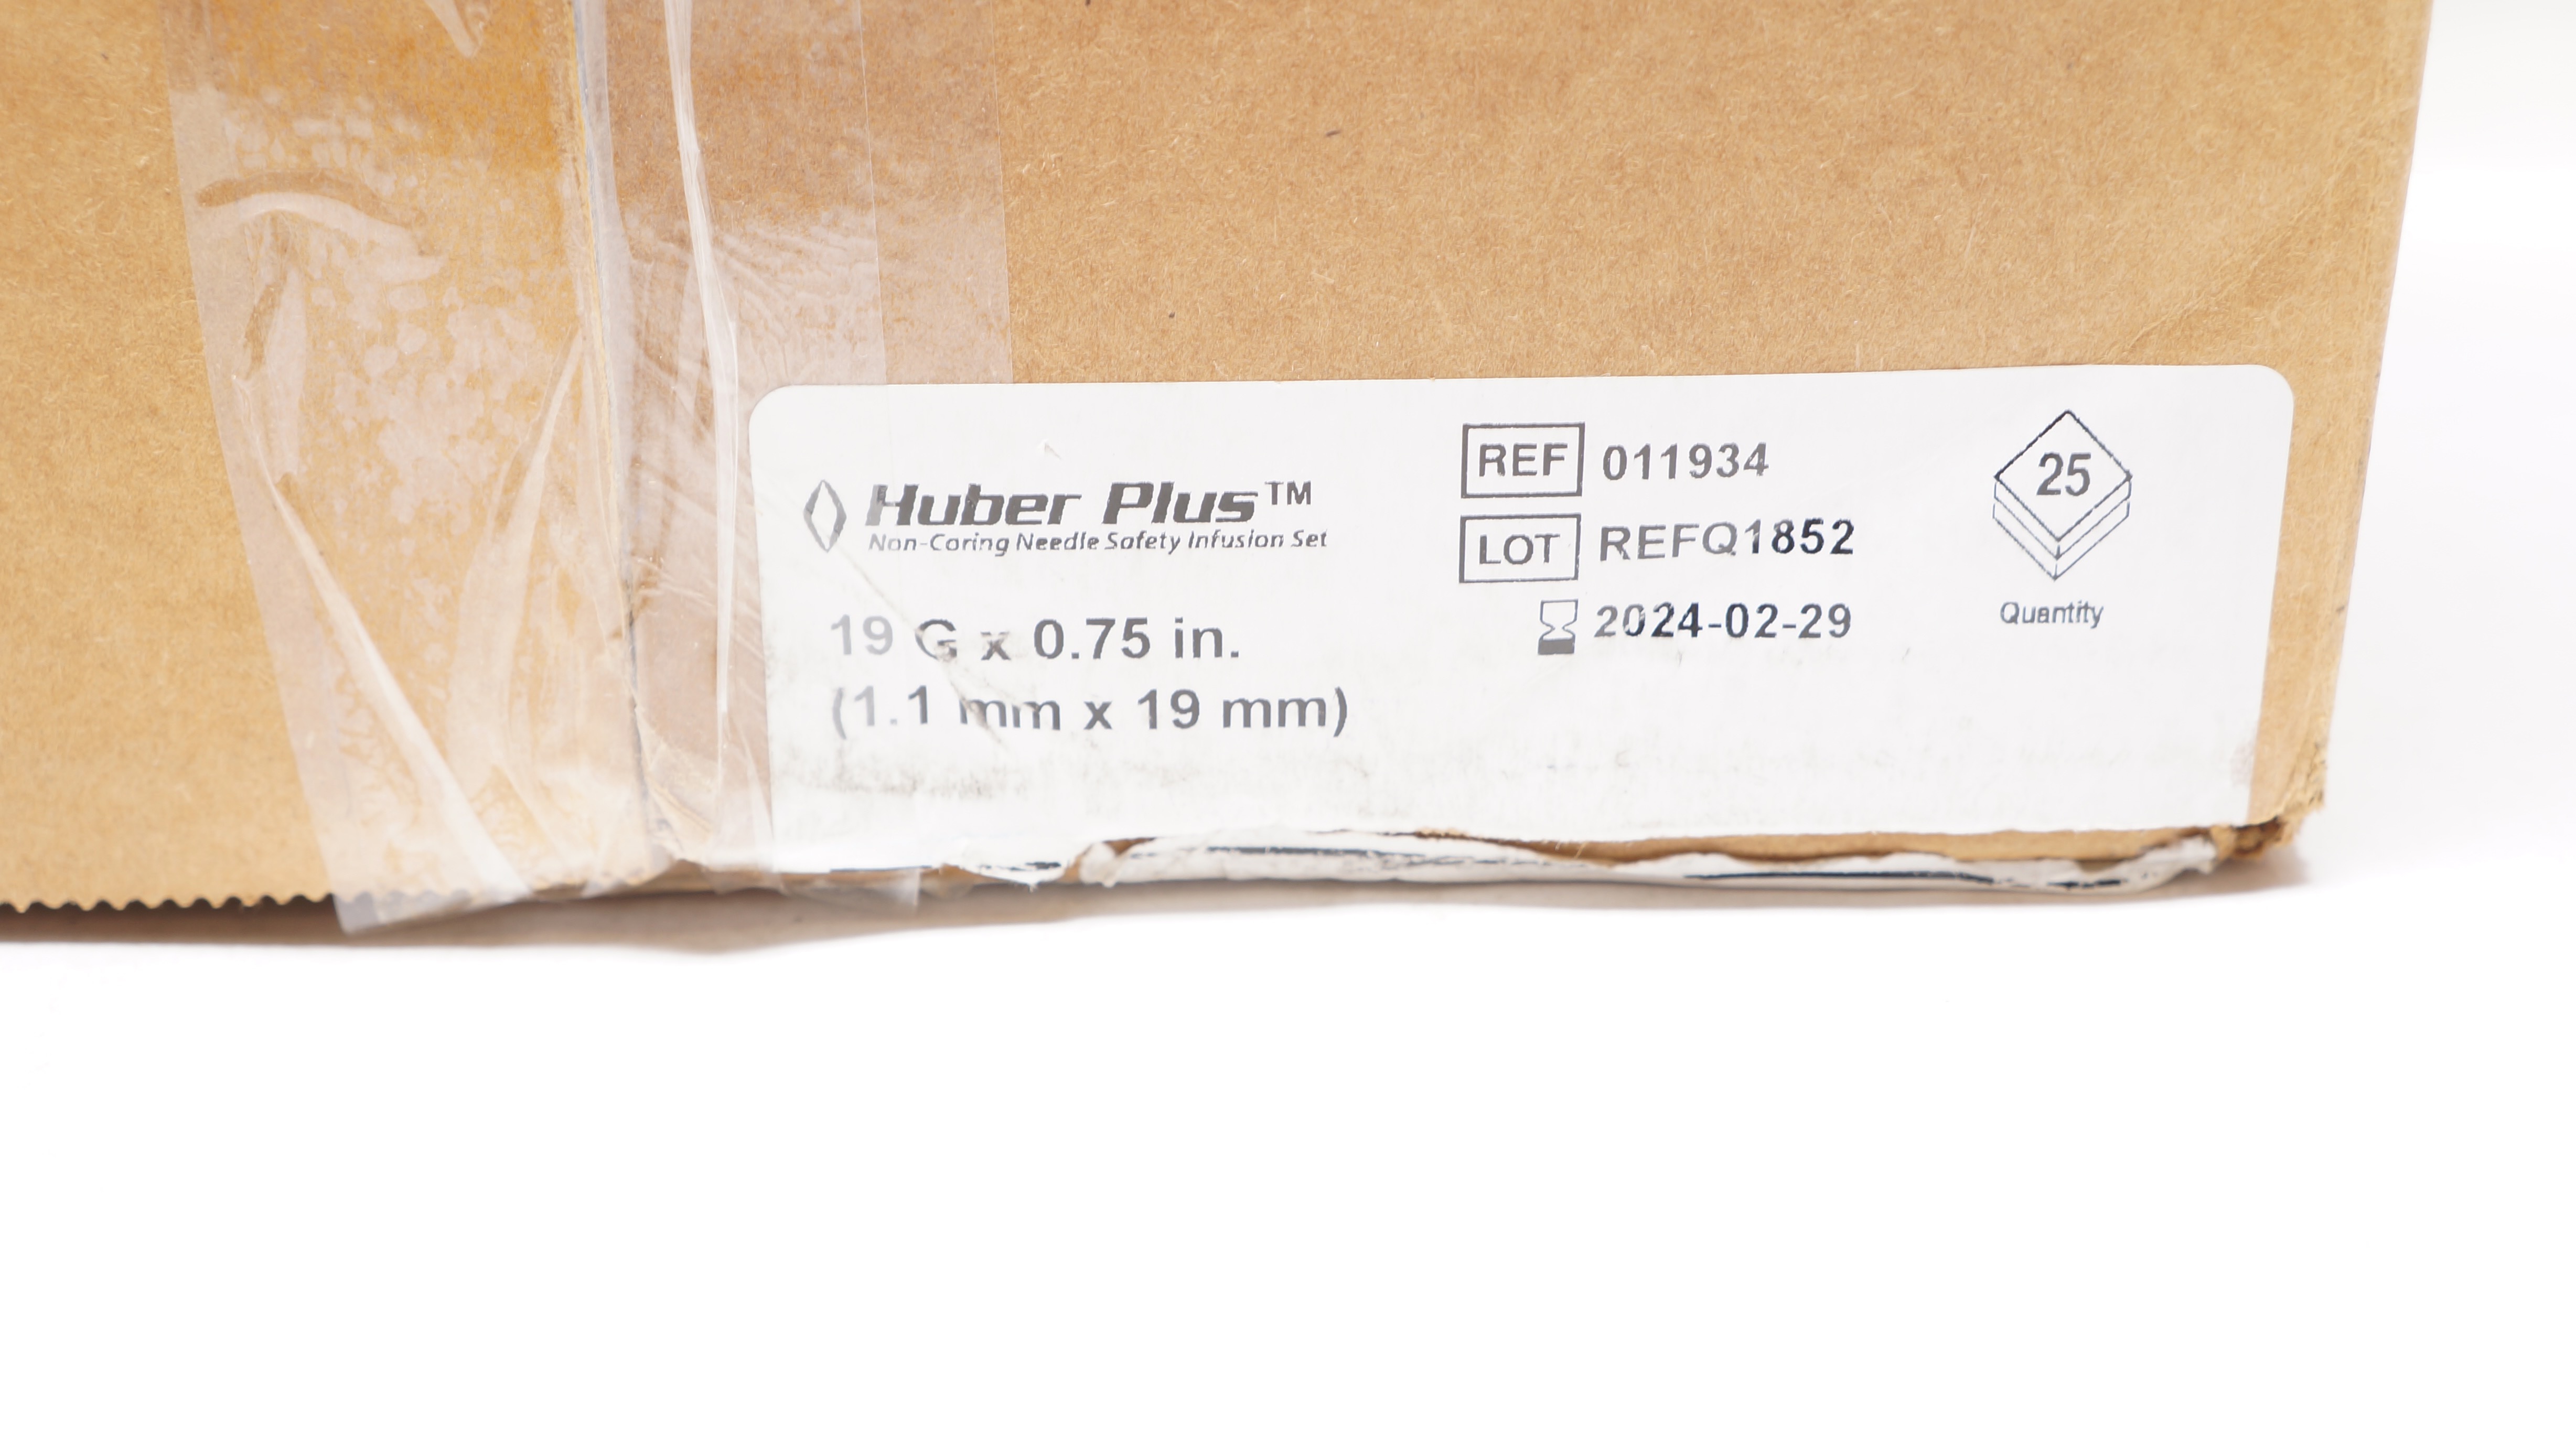 Huber Plus™
Non-Coring Needle Safety Infusion Set
19 G x 0.75 in.
(1.1 mm x 19 mm)
REF 011934
LOT REFQ1852
2024-02-29
25
Quantity